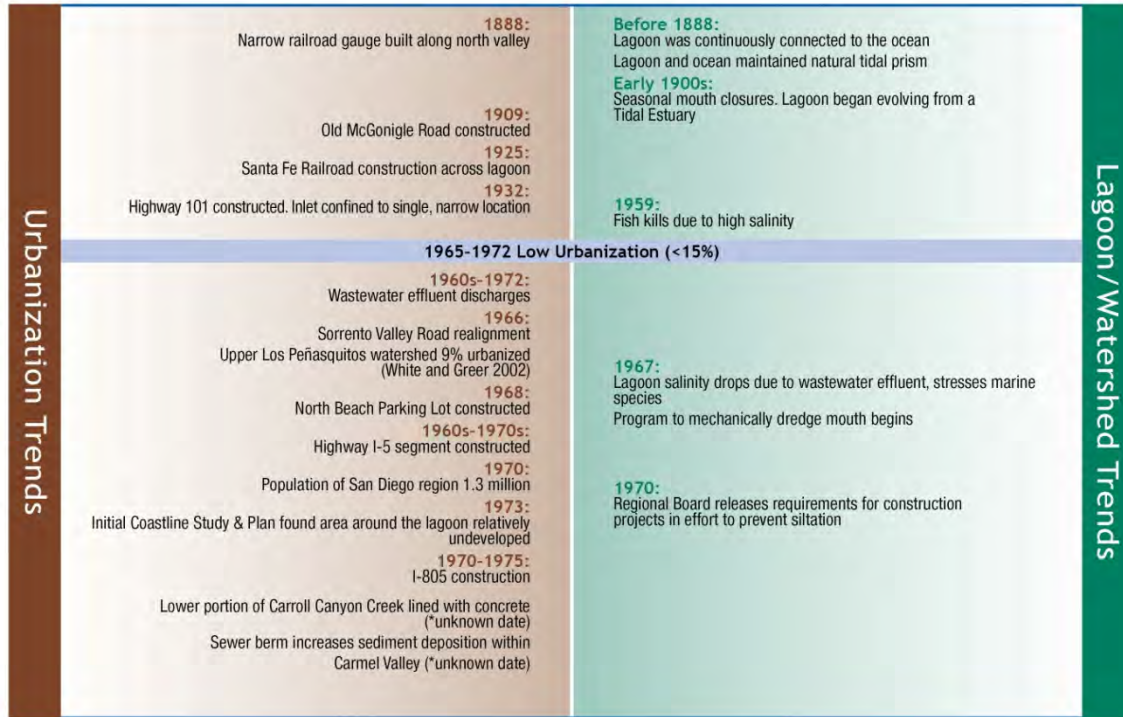 Urbanization Trends
1888:
Narrow railroad gauge built along north valley
1909:
Old McGonigle Road constructed
1925:
Santa Fe Railroad construction across lagoon
1932:
Highway 101 constructed. Inlet confined to single, narrow location
Before 1888:
Lagoon was continuously connected to the ocean
Lagoon and ocean maintained natural tidal prism
Early 1900s:
Seasonal mouth closures. Lagoon began evolving from a
Tidal Estuary
1959:
Fish kills due to high salinity
1965-1972 Low Urbanization (<15%)
1960s-1972:
Wastewater effluent discharges
1966:
Sorrento Valley Road realignment
Upper Los Peñasquitos watershed 9% urbanized
(White and Greer 2002)
1968:
North Beach Parking Lot constructed
1960s-1970s:
Highway I-5 segment constructed
1970:
Population of San Diego region 1.3 million
1973:
Initial Coastline Study & Plan found area around the lagoon relatively
undeveloped
1970-1975:
I-805 construction
Lower portion of Carroll Canyon Creek lined with concrete
(*unknown date)
Sewer berm increases sediment deposition within
Carmel Valley (*unknown date)
1967:
Lagoon salinity drops due to wastewater effluent, stresses marine
species
Program to mechanically dredge mouth begins
1970:
Regional Board releases requirements for construction
projects in effort to prevent siltation
Lagoon/Watershed Trends